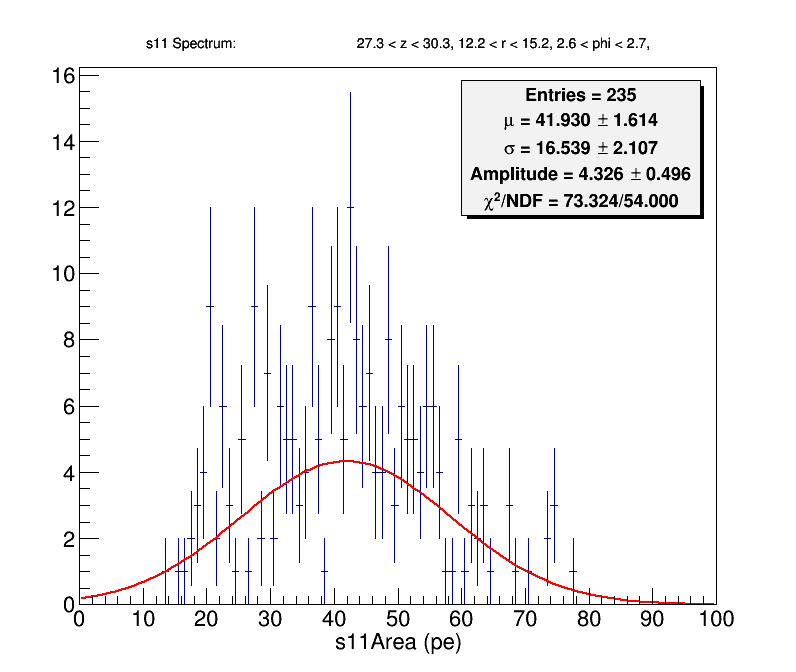 s11 Spectrum: 27.3 < z < 30.3, 12.2 < r < 15.2, 2.6 < phi < 2.7,
Entries = 235
μ = 41.930 ± 1.614
σ = 16.539 ± 2.107
Amplitude = 4.326 ± 0.496
χ²/NDF = 73.324/54.000
16
14
12
10
8
6
4
2
0
0 10 20 30 40 50 60 70 80 90 100
s11Area (pe)